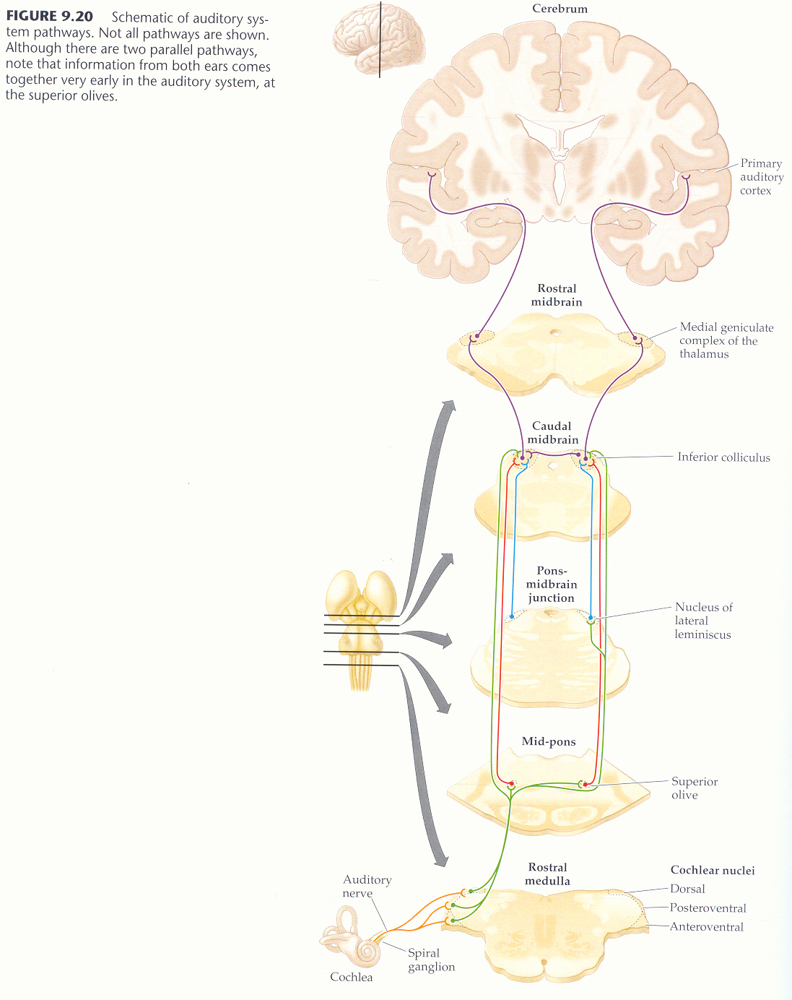 FIGURE 9.20 Schematic of auditory sys-
tem pathways. Not all pathways are shown.
Although there are two parallel pathways,
note that information from both ears comes
together very early in the auditory system, at
the superior olives.
Cerebrum
Primary
auditory
cortex
Rostral
midbrain
Medial geniculate
complex of the
thalamus
Caudal
midbrain
Inferior colliculus
Pons-
midbrain
junction
Nucleus of
lateral
leminiscus
Mid-pons
Superior
olive
Rostral
medulla
Cochlear nuclei
Dorsal
Posteroventral
Anteroventral
Auditory
nerve
Spiral
ganglion
Cochlea